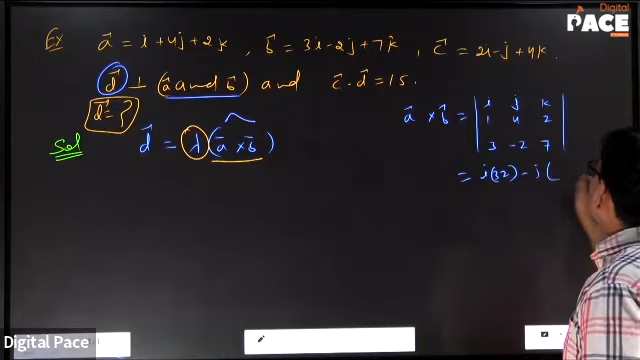 Digital
PACE
Ex a⃗ = i + 4j + 2k , b⃗ = 3i - 2j + 7k̂ , c⃗ = 2i - j + 4k .
d⃗ ⊥ (a⃗ and b⃗) and c⃗ . d⃗ = 15 .
d⃗ = ?
Sol d⃗ = λ (a⃗ × b⃗)
a⃗ × b⃗ = | i j k
1 4 2
3 -2 7 |
= i(32) - j (
Digital Pace